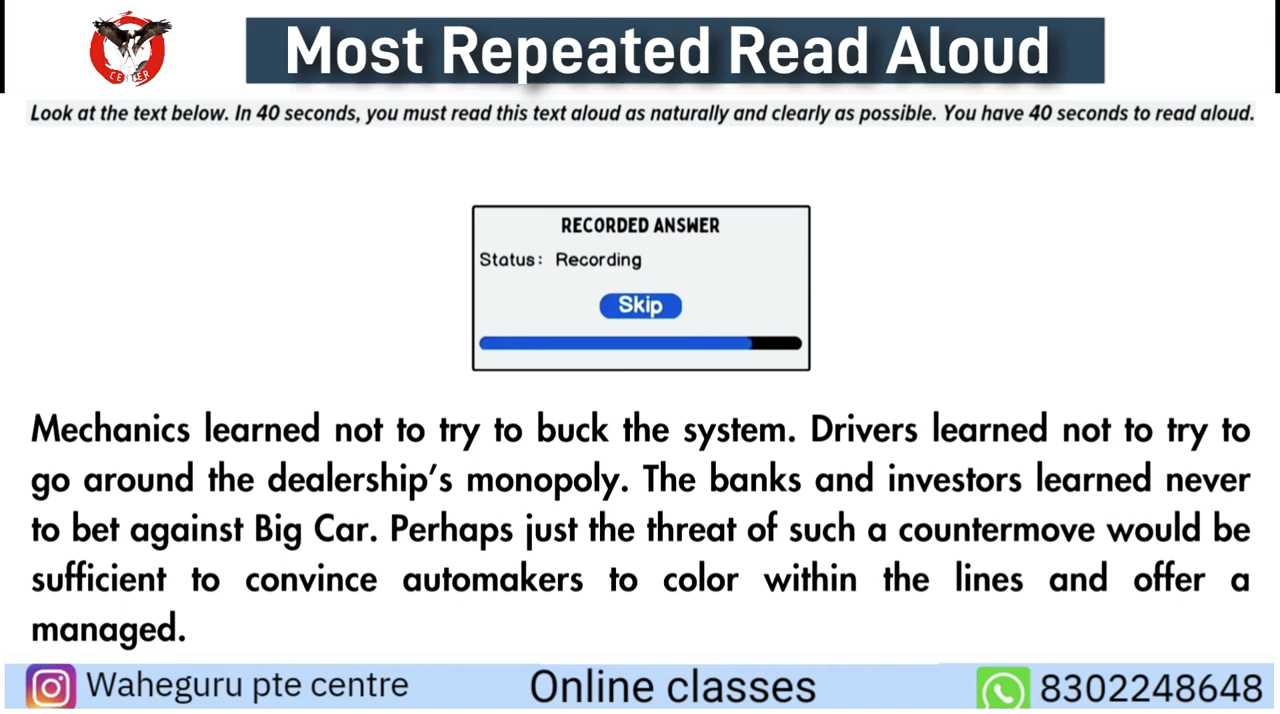 CENTER
Most Repeated Read Aloud
Look at the text below. In 40 seconds, you must read this text aloud as naturally and clearly as possible. You have 40 seconds to read aloud.
RECORDED ANSWER
Status: Recording
Skip
Mechanics learned not to try to buck the system. Drivers learned not to try to
go around the dealership's monopoly. The banks and investors learned never
to bet against Big Car. Perhaps just the threat of such a countermove would be
sufficient to convince automakers to color within the lines and offer a
managed.
Waheguru pte centre
Online classes
8302248648